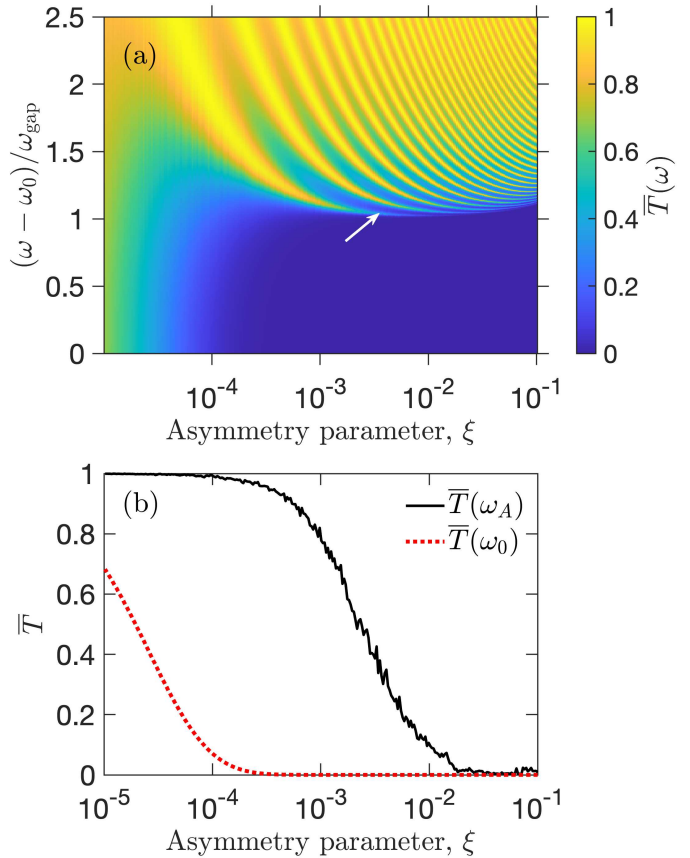 (a)
2.5
2
1.5
1
0.5
0
(ω − ω₀)/ω_gap
10⁻⁴ 10⁻³ 10⁻² 10⁻¹
Asymmetry parameter, ξ
1
0.8
0.6
0.4
0.2
0
T̅(ω)
(b)
1
0.8
0.6
0.4
0.2
0
T̅
T̅(ω_A)
T̅(ω₀)
10⁻⁵ 10⁻⁴ 10⁻³ 10⁻² 10⁻¹
Asymmetry parameter, ξ